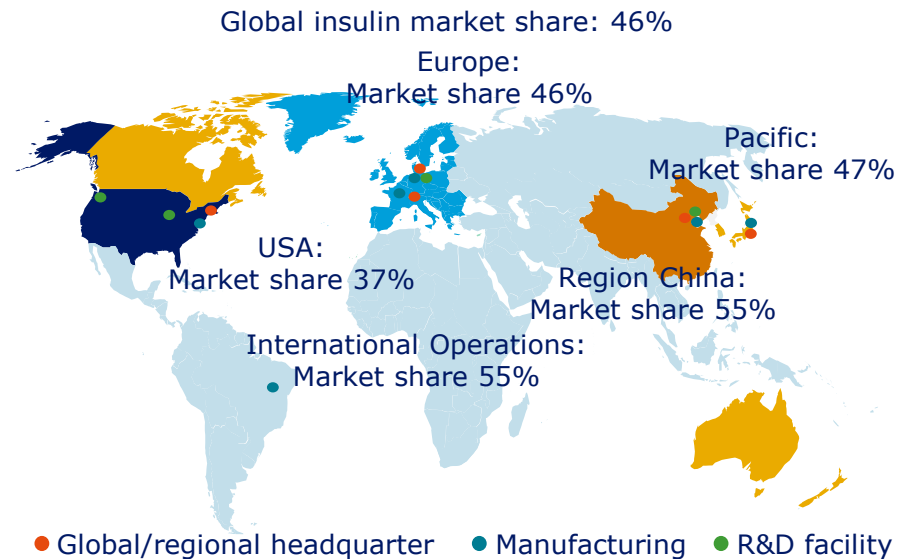 Global insulin market share: 46%
Europe:
Market share 46%
Pacific:
Market share 47%
USA:
Market share 37%
Region China:
Market share 55%
International Operations:
Market share 55%
Global/regional headquarter
Manufacturing
R&D facility